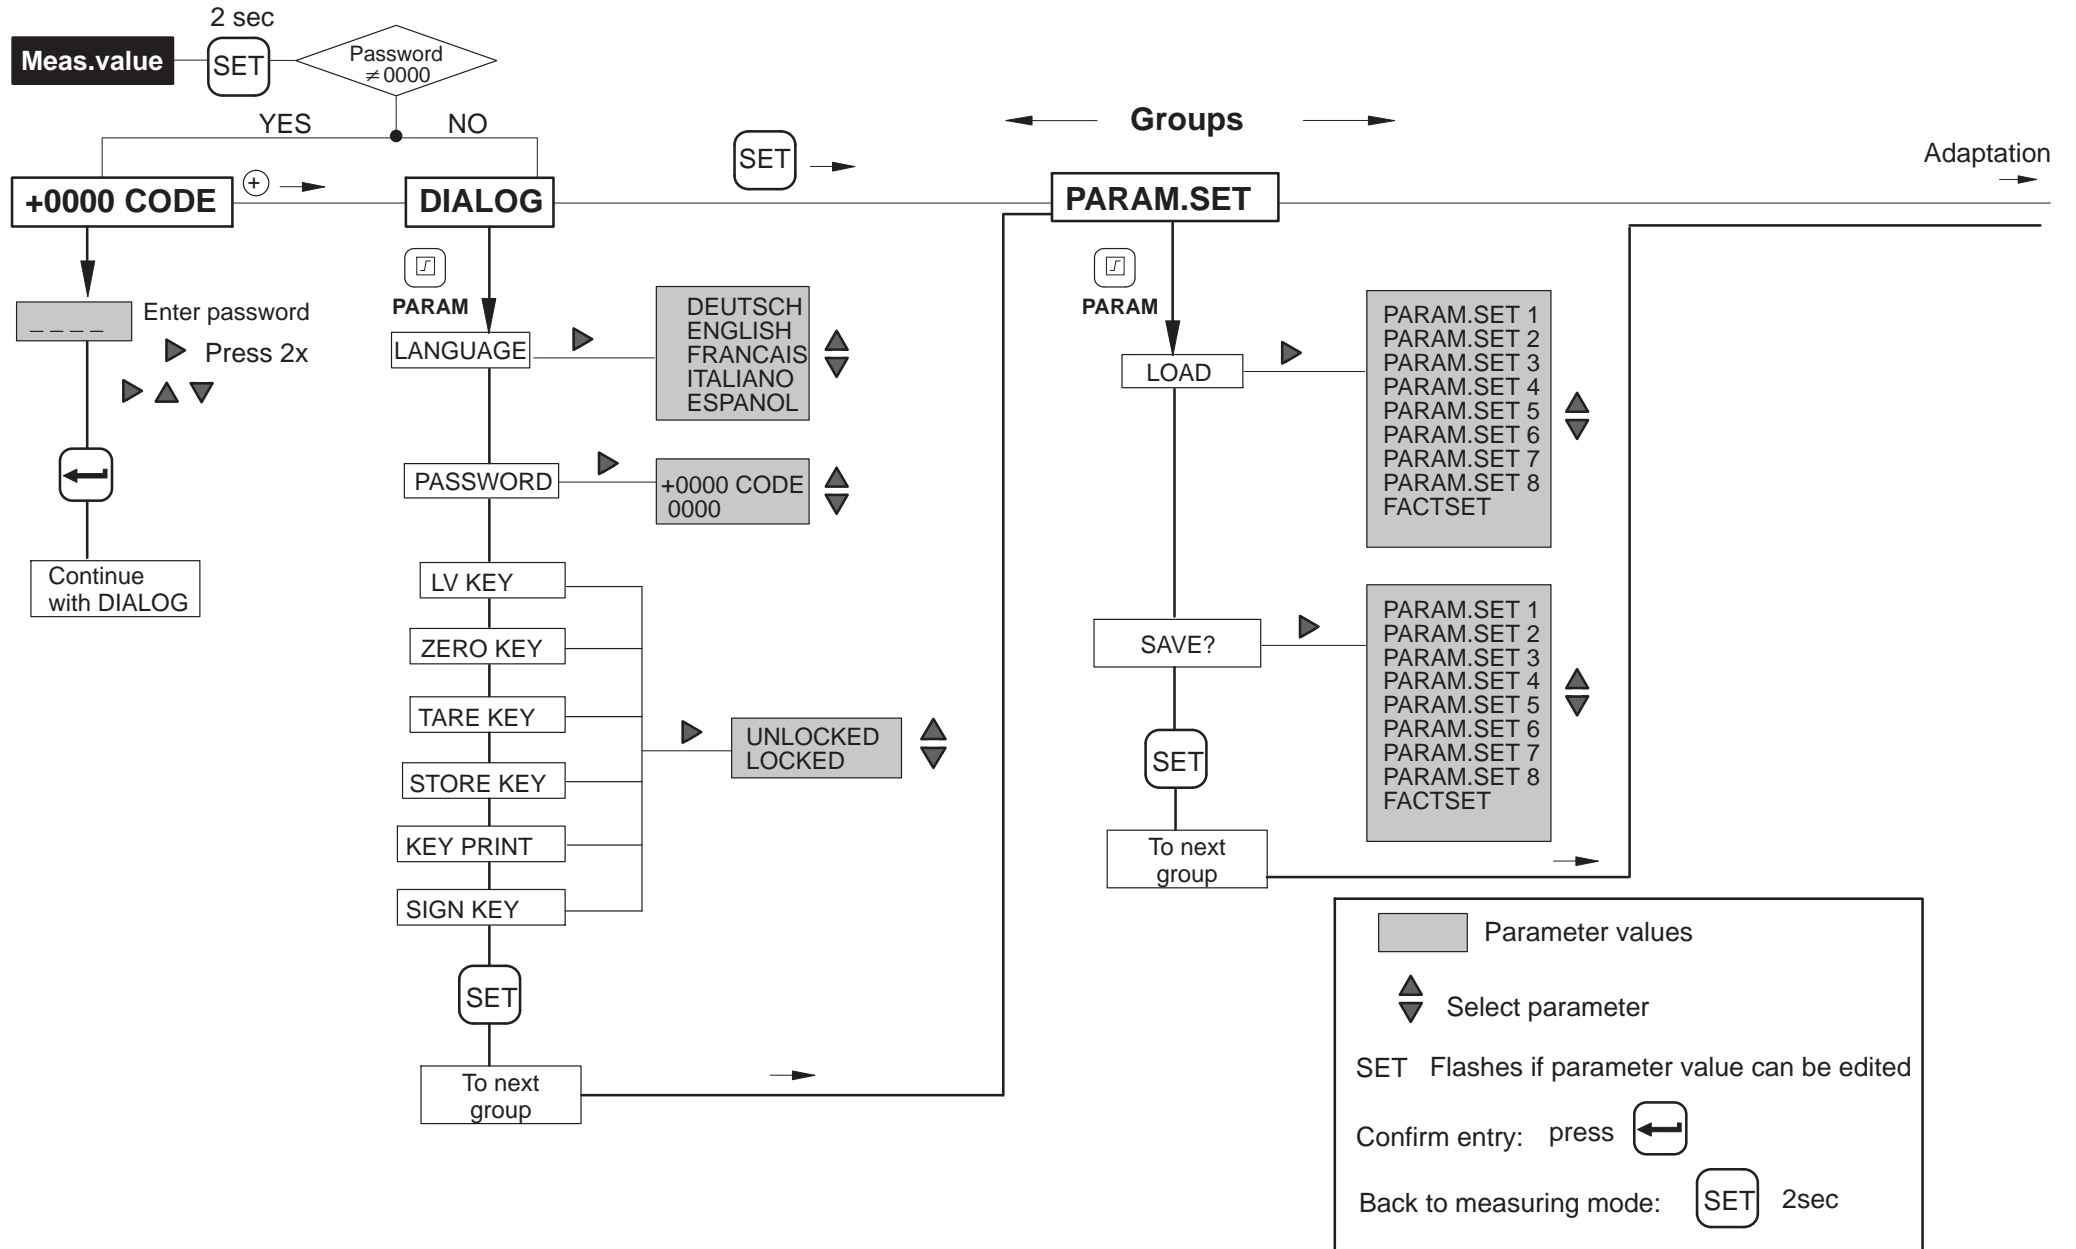 2 sec
Meas.value
SET
Password
≠ 0000
YES
NO
+0000 CODE
+
DIALOG
SET
Groups
PARAM.SET
Adaptation
_ _ _ _
Enter password
Press 2x
Continue
with DIALOG
PARAM
LANGUAGE
DEUTSCH
ENGLISH
FRANCAIS
ITALIANO
ESPANOL
PASSWORD
+0000 CODE
0000
LV KEY
ZERO KEY
TARE KEY
STORE KEY
KEY PRINT
SIGN KEY
UNLOCKED
LOCKED
SET
To next
group
PARAM
LOAD
PARAM.SET 1
PARAM.SET 2
PARAM.SET 3
PARAM.SET 4
PARAM.SET 5
PARAM.SET 6
PARAM.SET 7
PARAM.SET 8
FACTSET
SAVE?
PARAM.SET 1
PARAM.SET 2
PARAM.SET 3
PARAM.SET 4
PARAM.SET 5
PARAM.SET 6
PARAM.SET 7
PARAM.SET 8
FACTSET
SET
To next
group
Parameter values
Select parameter
SET Flashes if parameter value can be edited
Confirm entry: press
Back to measuring mode: SET 2sec